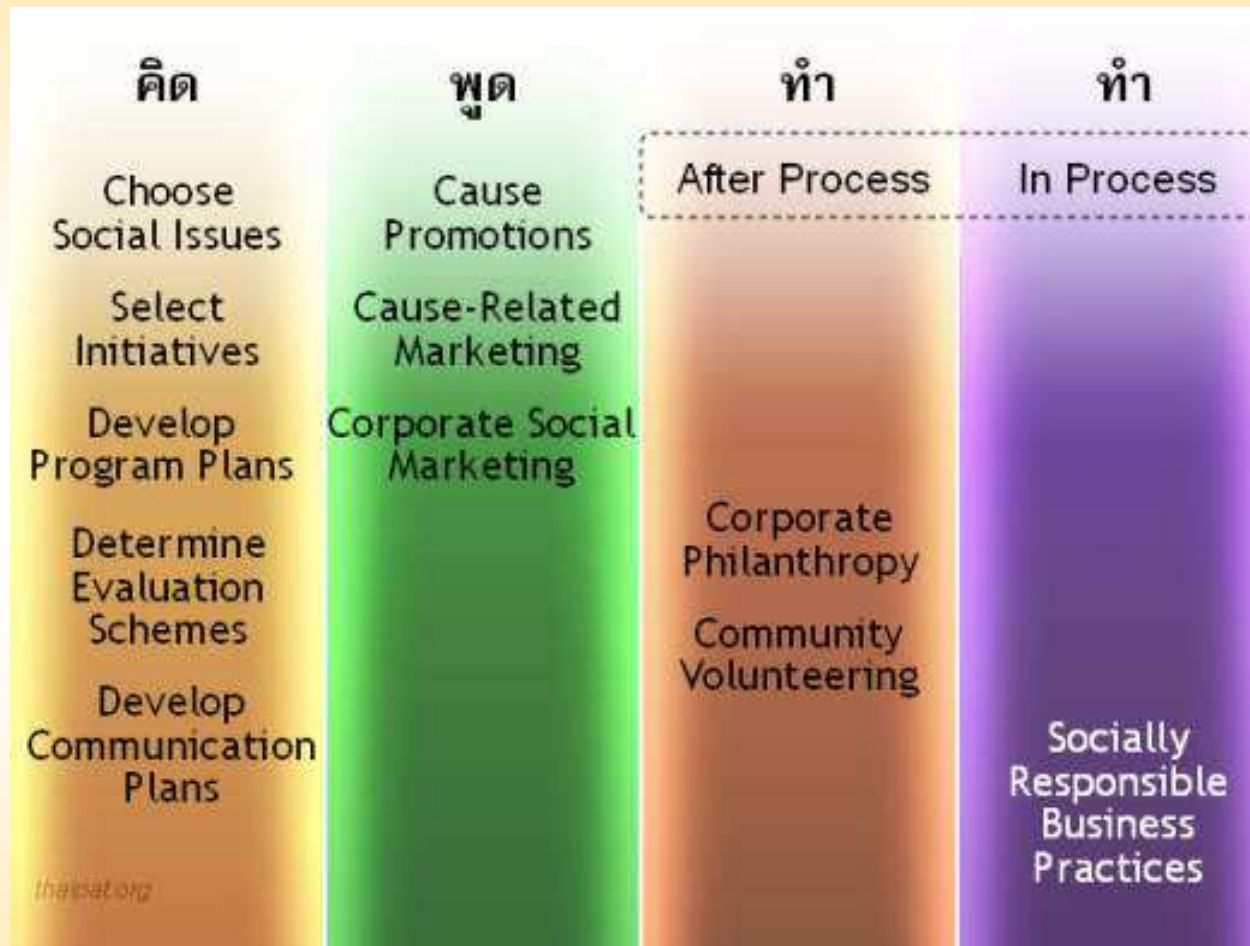 คิด
Choose
Social Issues
Select
Initiatives
Develop
Program Plans
Determine
Evaluation
Schemes
Develop
Communication
Plans
thaipat.org
พูด
Cause
Promotions
Cause-Related
Marketing
Corporate Social
Marketing
ทำ
After Process
Corporate
Philanthropy
Community
Volunteering
ทำ
In Process
Socially
Responsible
Business
Practices